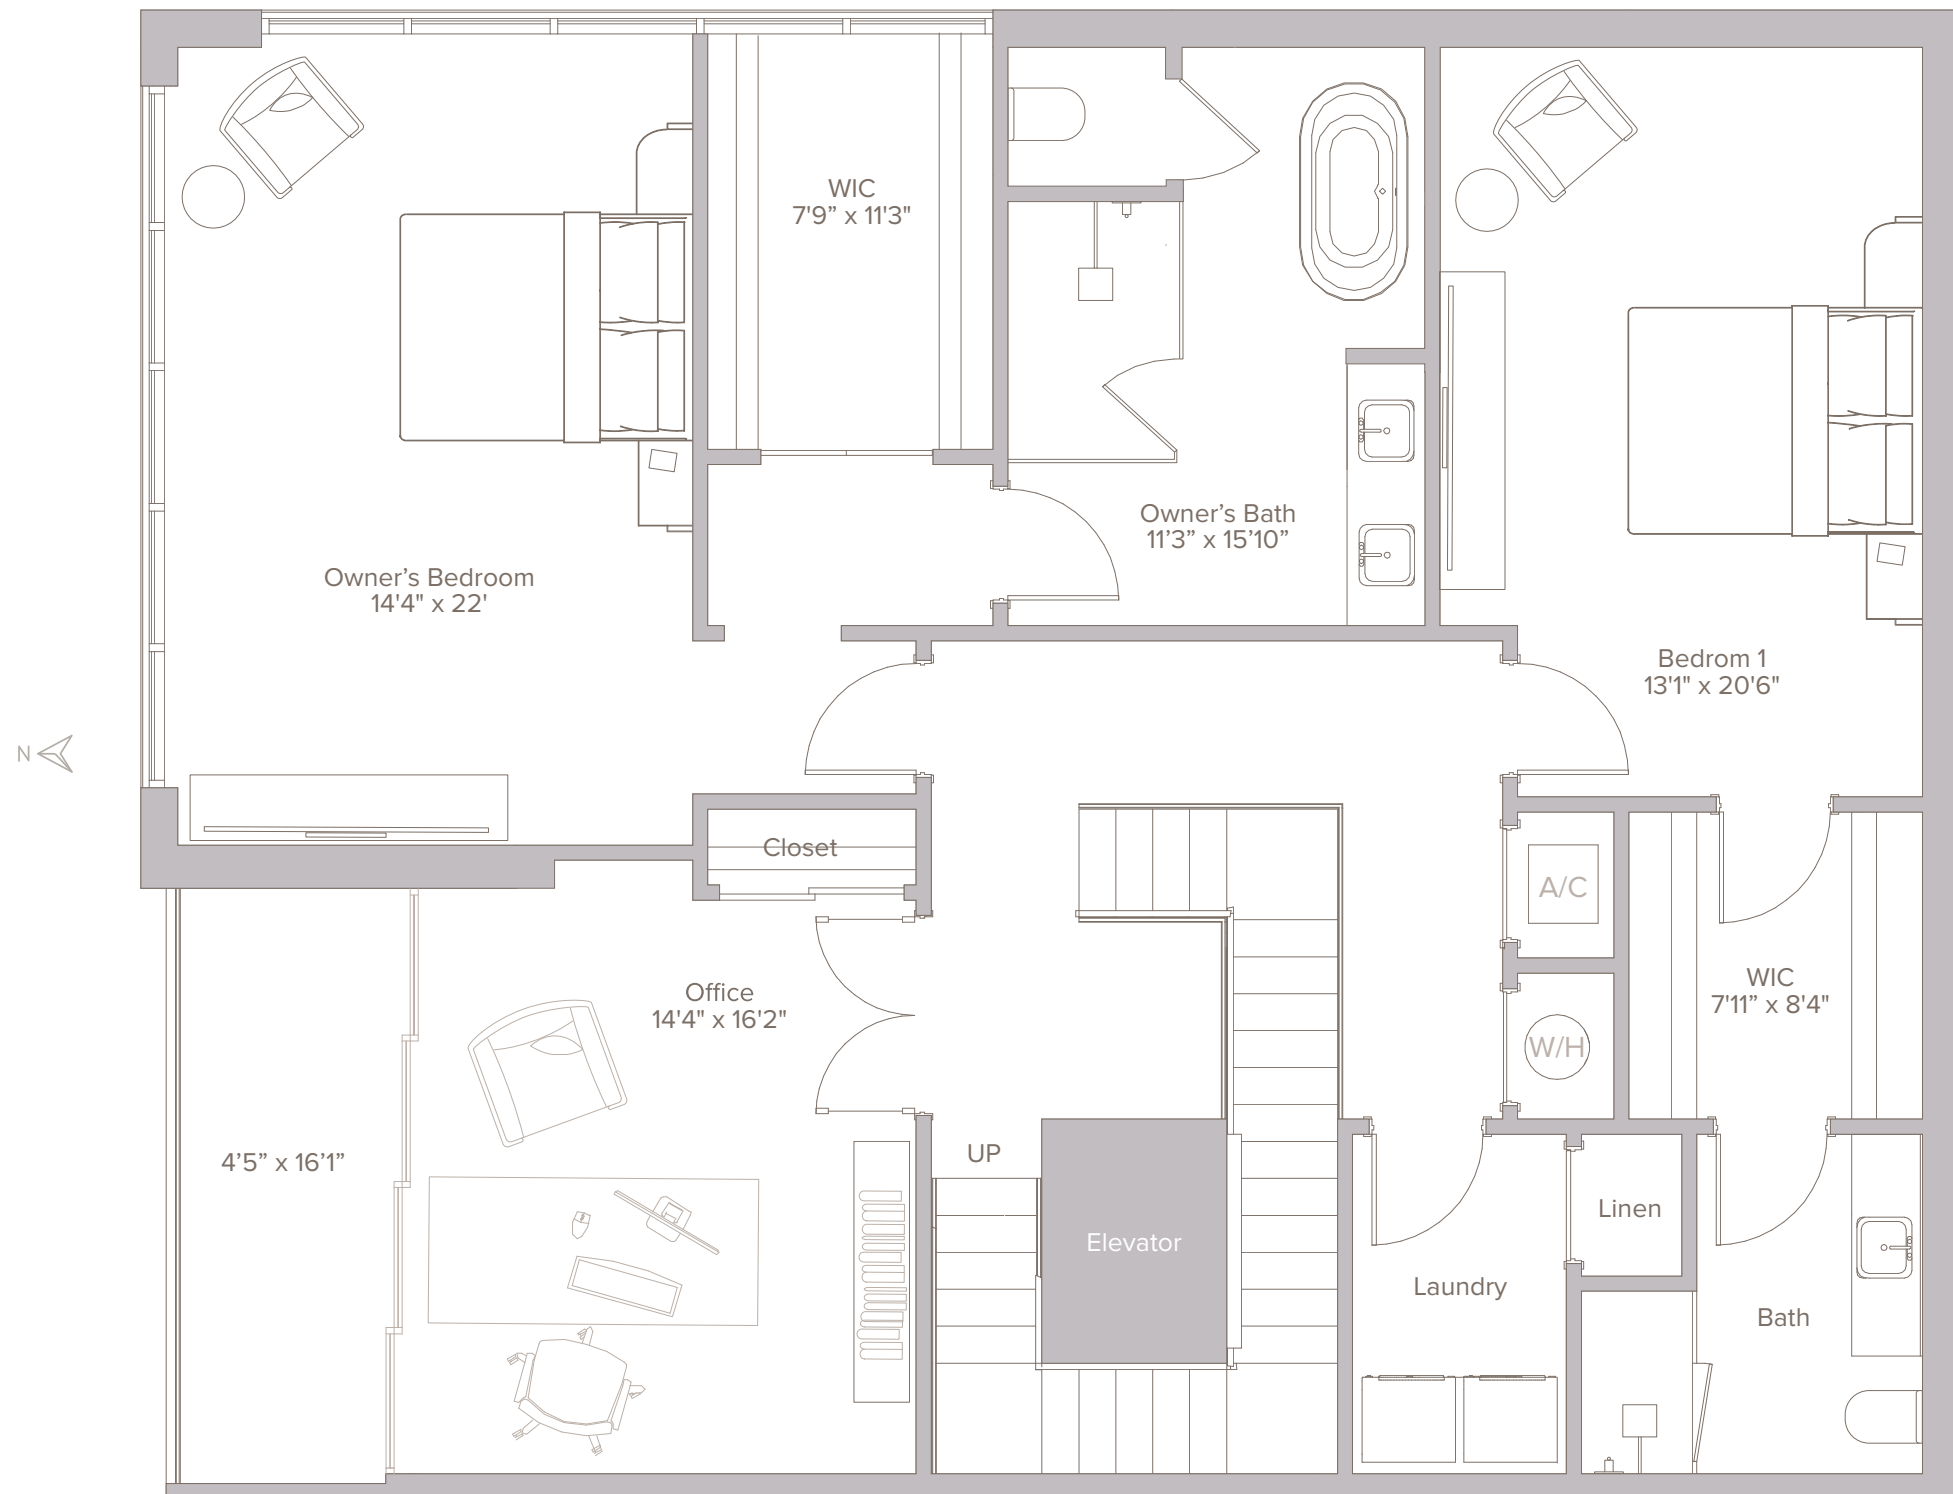 WIC
7'9” x 11'3"
Owner’s Bath
11’3” x 15’10”
Owner’s Bedroom
14'4" x 22'
Bedrom 1
13'1" x 20'6"
N
Closet
A/C
Office
14'4" x 16'2"
WIC
7'11” x 8'4”
W/H
4’5” x 16’1”
UP
Linen
Elevator
Laundry
Bath